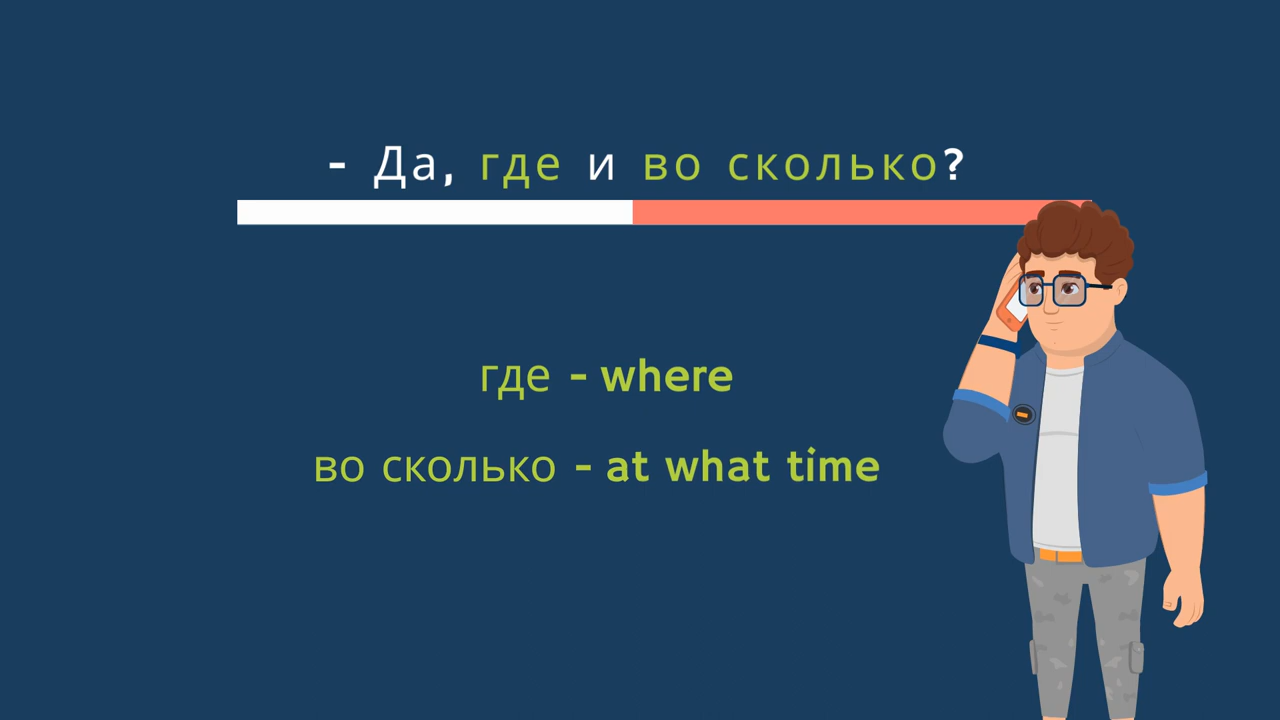 - Да, где и во сколько?
где - where
во сколько - at what time